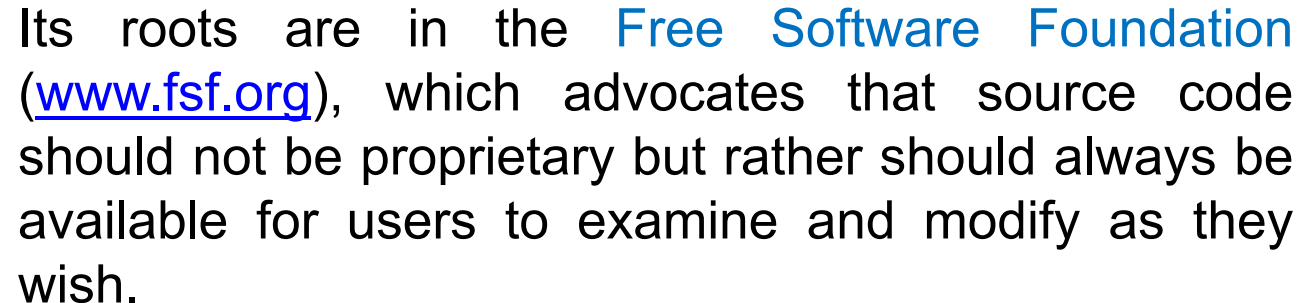 Its roots are in the Free Software Foundation
(www.fsf.org), which advocates that source code
should not be proprietary but rather should always be
available for users to examine and modify as they
wish.